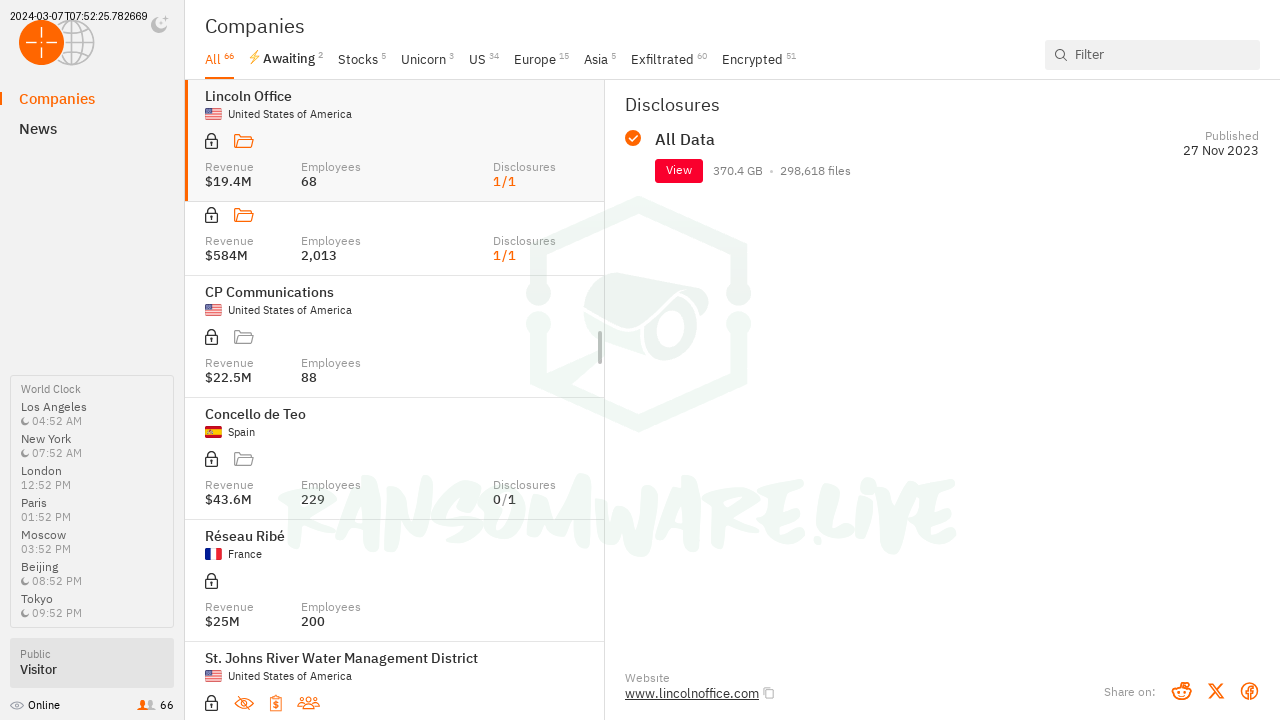 2024-03-07T07:52:25.782669
Companies
News
World Clock
Los Angeles
04:52 AM
New York
07:52 AM
London
12:52 PM
Paris
01:52 PM
Moscow
03:52 PM
Beijing
08:52 PM
Tokyo
09:52 PM
Public
Visitor
Online 66
Companies
All 66 Awaiting 2 Stocks 5 Unicorn 3 US 34 Europe 15 Asia 5 Exfiltrated 60 Encrypted 51
Filter
Lincoln Office
United States of America
Revenue Employees Disclosures
$19.4M 68 1/1
Revenue Employees Disclosures
$584M 2,013 1/1
CP Communications
United States of America
Revenue Employees
$22.5M 88
Concello de Teo
Spain
Revenue Employees Disclosures
$43.6M 229 0/1
Réseau Ribé
France
Revenue Employees
$25M 200
St. Johns River Water Management District
United States of America
Disclosures
All Data
Published
27 Nov 2023
View 370.4 GB • 298,618 files
RANSOMWARE.LIVE
Website
www.lincolnoffice.com
Share on: